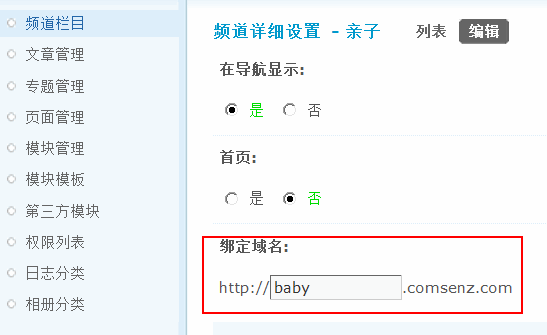 频道栏目
文章管理
专题管理
页面管理
模块管理
模块模板
第三方模块
权限列表
日志分类
相册分类
频道详细设置 - 亲子 列表 编辑
在导航显示:
是 否
首页:
是 否
绑定域名:
http://baby.comsenz.com